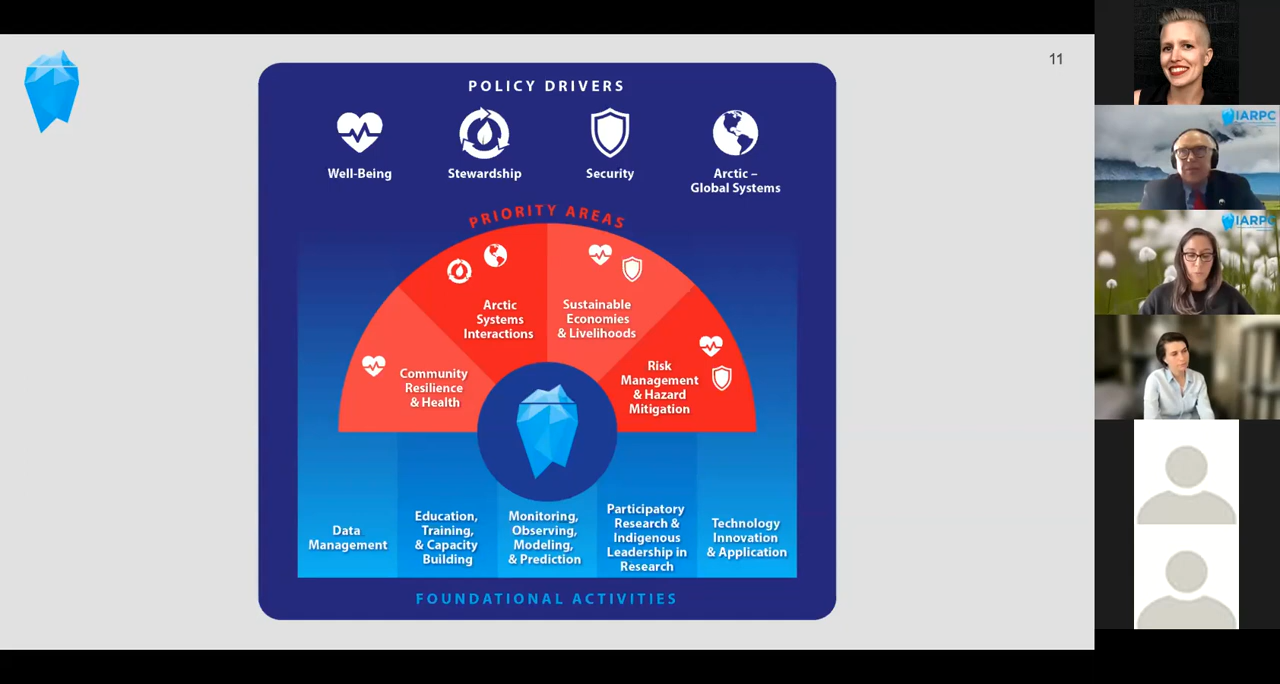 11
POLICY DRIVERS
Well-Being
Stewardship
Security
Arctic –
Global Systems
PRIORITY AREAS
Community
Resilience
& Health
Arctic
Systems
Interactions
Sustainable
Economies
& Livelihoods
Risk
Management
& Hazard
Mitigation
Data
Management
Education,
Training,
& Capacity
Building
Monitoring,
Observing,
Modeling,
& Prediction
Participatory
Research &
Indigenous
Leadership in
Research
Technology
Innovation
& Application
FOUNDATIONAL ACTIVITIES
IARPC
IARPC